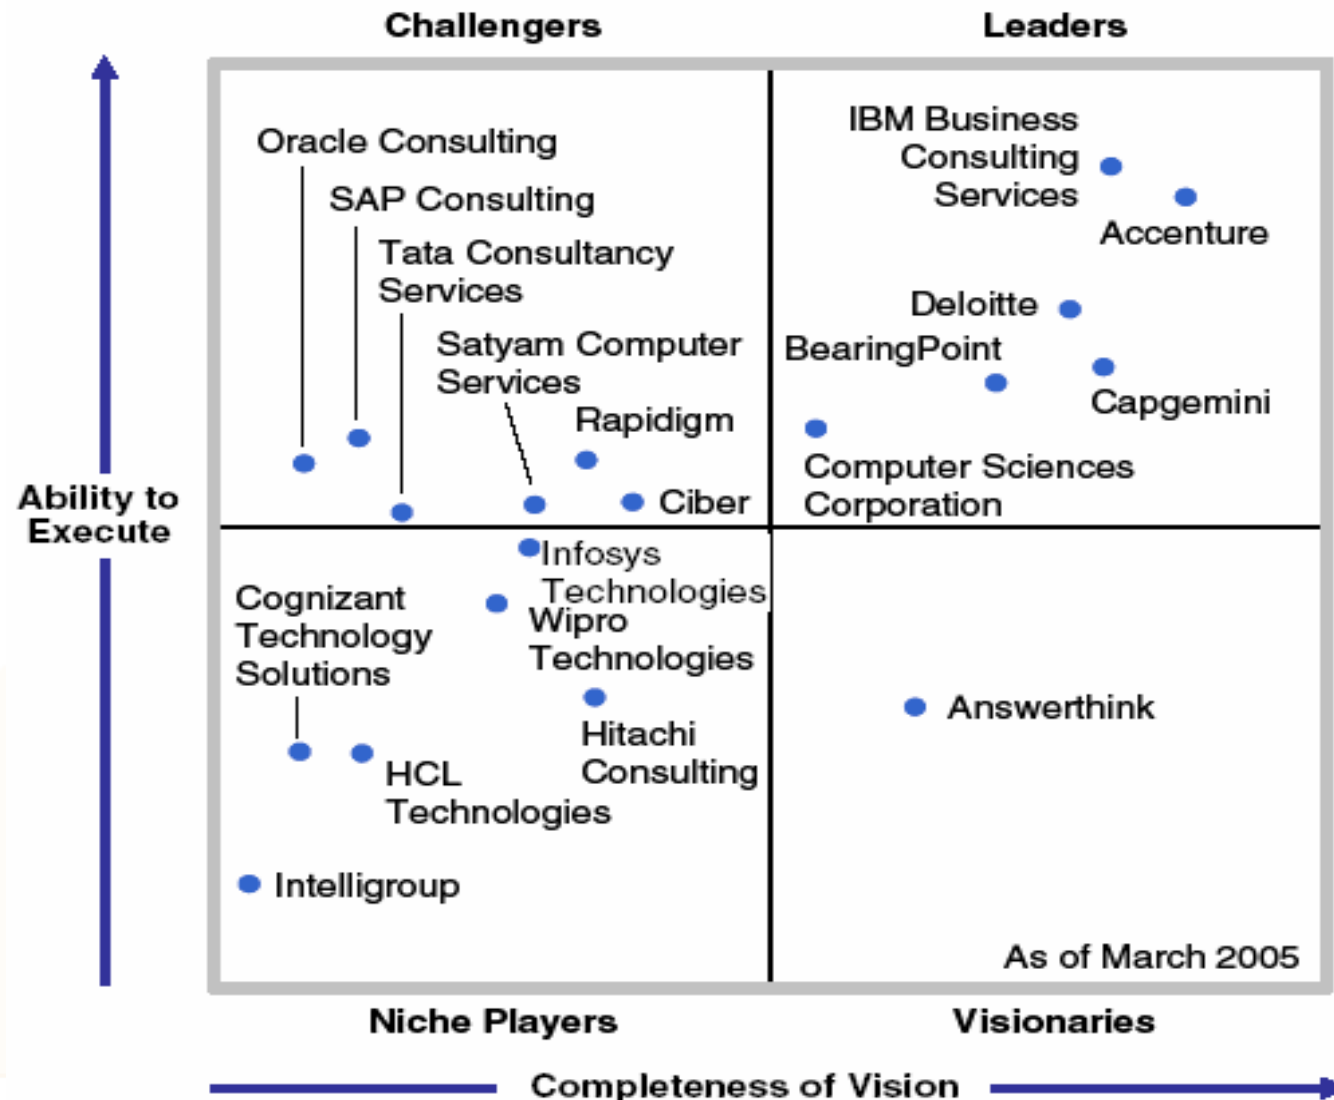 Challengers
Leaders
Oracle Consulting
SAP Consulting
Tata Consultancy
Services
Satyam Computer
Services
Rapidigm
Ciber
IBM Business
Consulting
Services
Accenture
Deloitte
BearingPoint
Capgemini
Computer Sciences
Corporation
Ability to
Execute
Infosys
Technologies
Cognizant
Technology
Solutions
Wipro
Technologies
Hitachi
Consulting
HCL
Technologies
Intelligroup
Answerthink
As of March 2005
Niche Players
Visionaries
Completeness of Vision